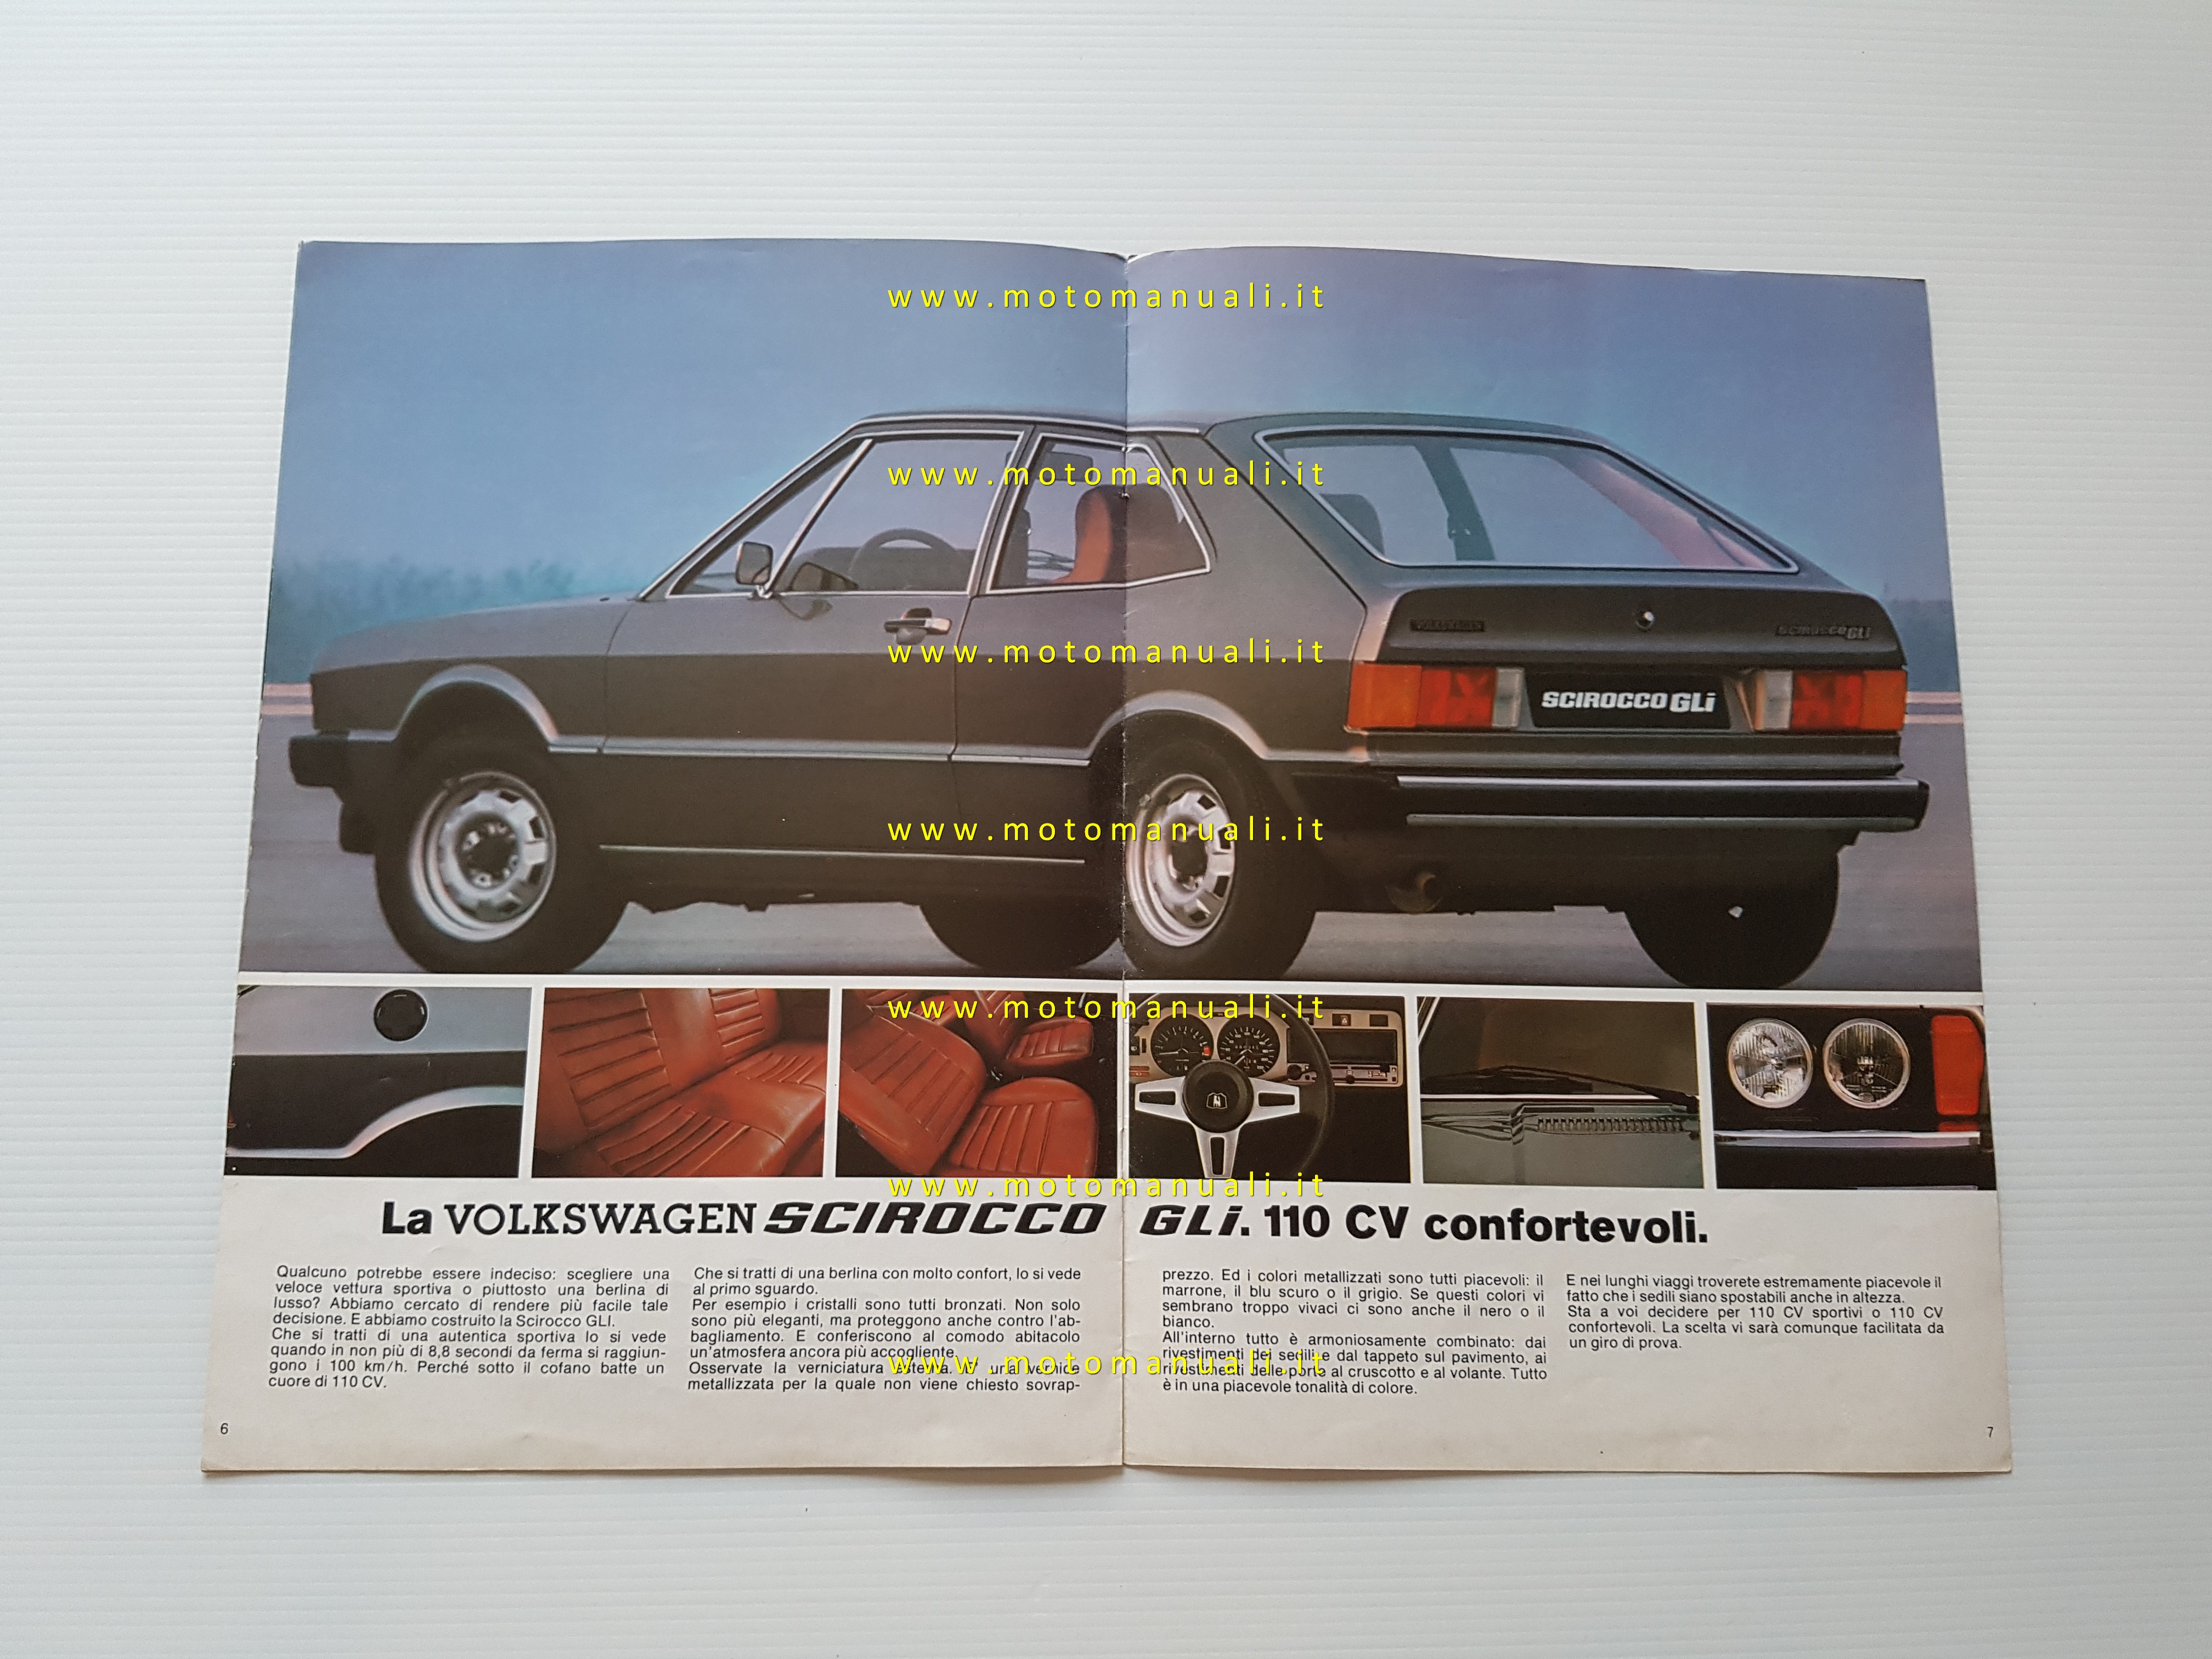 www.motomanuali.it
www.motomanuali.it
www.motomanuali.it
VOLKSWAGEN
SCIROCCO GLi
SCIROCCO GLi
www.motomanuali.it
www.motomanuali.it
www.motomanuali.it
La VOLKSWAGEN SCIROCCO GLi. 110 CV confortevoli.
Qualcuno potrebbe essere indeciso: scegliere una
veloce vettura sportiva o piuttosto una berlina di
lusso? Abbiamo cercato di rendere più facile tale
decisione. E abbiamo costruito la Scirocco GLI.
Che si tratti di una autentica sportiva lo si vede
quando in non più di 8,8 secondi da ferma si raggiun-
gono i 100 km/h. Perché sotto il cofano batte un
cuore di 110 CV.
Che si tratti di una berlina con molto confort, lo si vede
al primo sguardo.
Per esempio i cristalli sono tutti bronzati. Non solo
sono più eleganti, ma proteggono anche contro l'ab-
bagliamento. E conferiscono al comodo abitacolo
un'atmosfera ancora più accogliente.
Osservate la verniciatura esterna. E' una vernice
metallizzata per la quale non viene chiesto sovrap-
prezzo. Ed i colori metallizzati sono tutti piacevoli: il
marrone, il blu scuro o il grigio. Se questi colori vi
sembrano troppo vivaci ci sono anche il nero o il
bianco.
All'interno tutto è armoniosamente combinato: dai
rivestimenti dei sedili e dal tappeto sul pavimento, ai
rivestimenti delle porte al cruscotto e al volante. Tutto
è in una piacevole tonalità di colore.
E nei lunghi viaggi troverete estremamente piacevole il
fatto che i sedili siano spostabili anche in altezza.
Sta a voi decidere per 110 CV sportivi o 110 CV
confortevoli. La scelta vi sarà comunque facilitata da
un giro di prova.
www.motomanuali.it
6
7